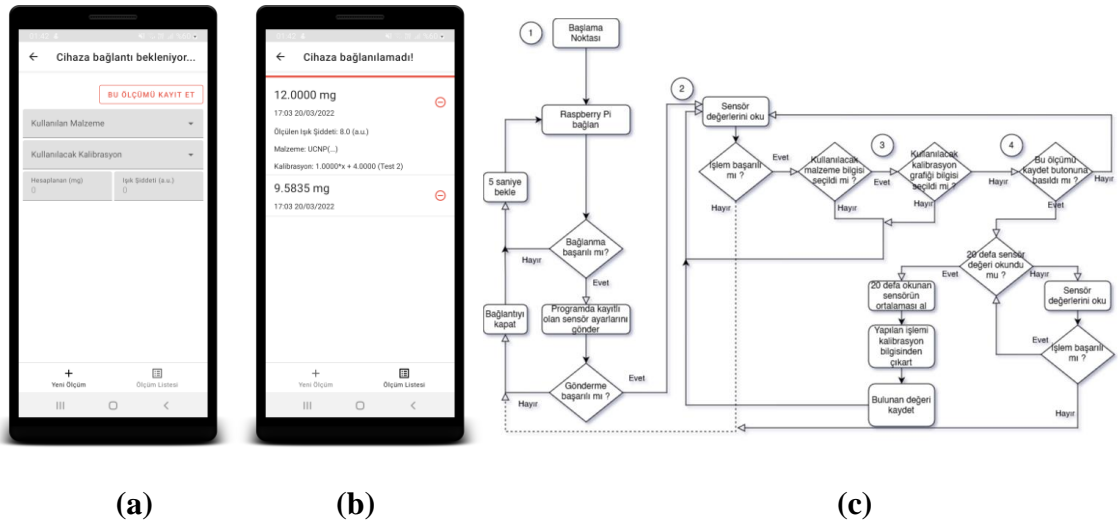 Cihaza bağlantı bekleniyor...
BU ÖLÇÜMÜ KAYIT ET
Kullanılan Malzeme
Kullanılacak Kalibrasyon
Hesaplanan (mg)
0
Işık Şiddeti (a.u.)
0
Yeni Ölçüm
Ölçüm Listesi
(a)
Cihaza bağlanılamadı!
12.0000 mg
17:03 20/03/2022
Ölçülen Işık Şiddeti: 8.0 (a.u.)
Malzeme: UCNP(...)
Kalibrasyon: 1.0000*x + 4.0000 (Test 2)
9.5835 mg
17:03 20/03/2022
Yeni Ölçüm
Ölçüm Listesi
(b)
1
Başlama
Noktası
Raspberry Pi
bağlan
5 saniye
bekle
Bağlanma
başarılı mı?
Hayır
Evet
Bağlantıyı
kapat
Programda kayıtlı
olan sensör ayarlarını
gönder
Gönderme
başarılı mı ?
Evet
Hayır
2
Sensör
değerlerini oku
İşlem başarılı
mı ?
Evet
Hayır
Kullanılacak
malzeme bilgisi
seçildi mi ?
Evet
Hayır
3
Kullanılacak
kalibrasyon
grafiği bilgisi
seçildi mi ?
Hayır
Hayır
4
Bu ölçümü
kaydet butonuna
basıldı mı ?
Hayır
Evet
20 defa sensör
değeri okundu
mu ?
Evet
Hayır
20 defa okunan
sensörün
ortalaması al
Sensör
değerlerini oku
Yapılan işlemi
kalibrasyon
bilgisinden
çıkart
Evet
İşlem başarılı
mı ?
Bulunan değeri
kaydet
Hayır
(c)